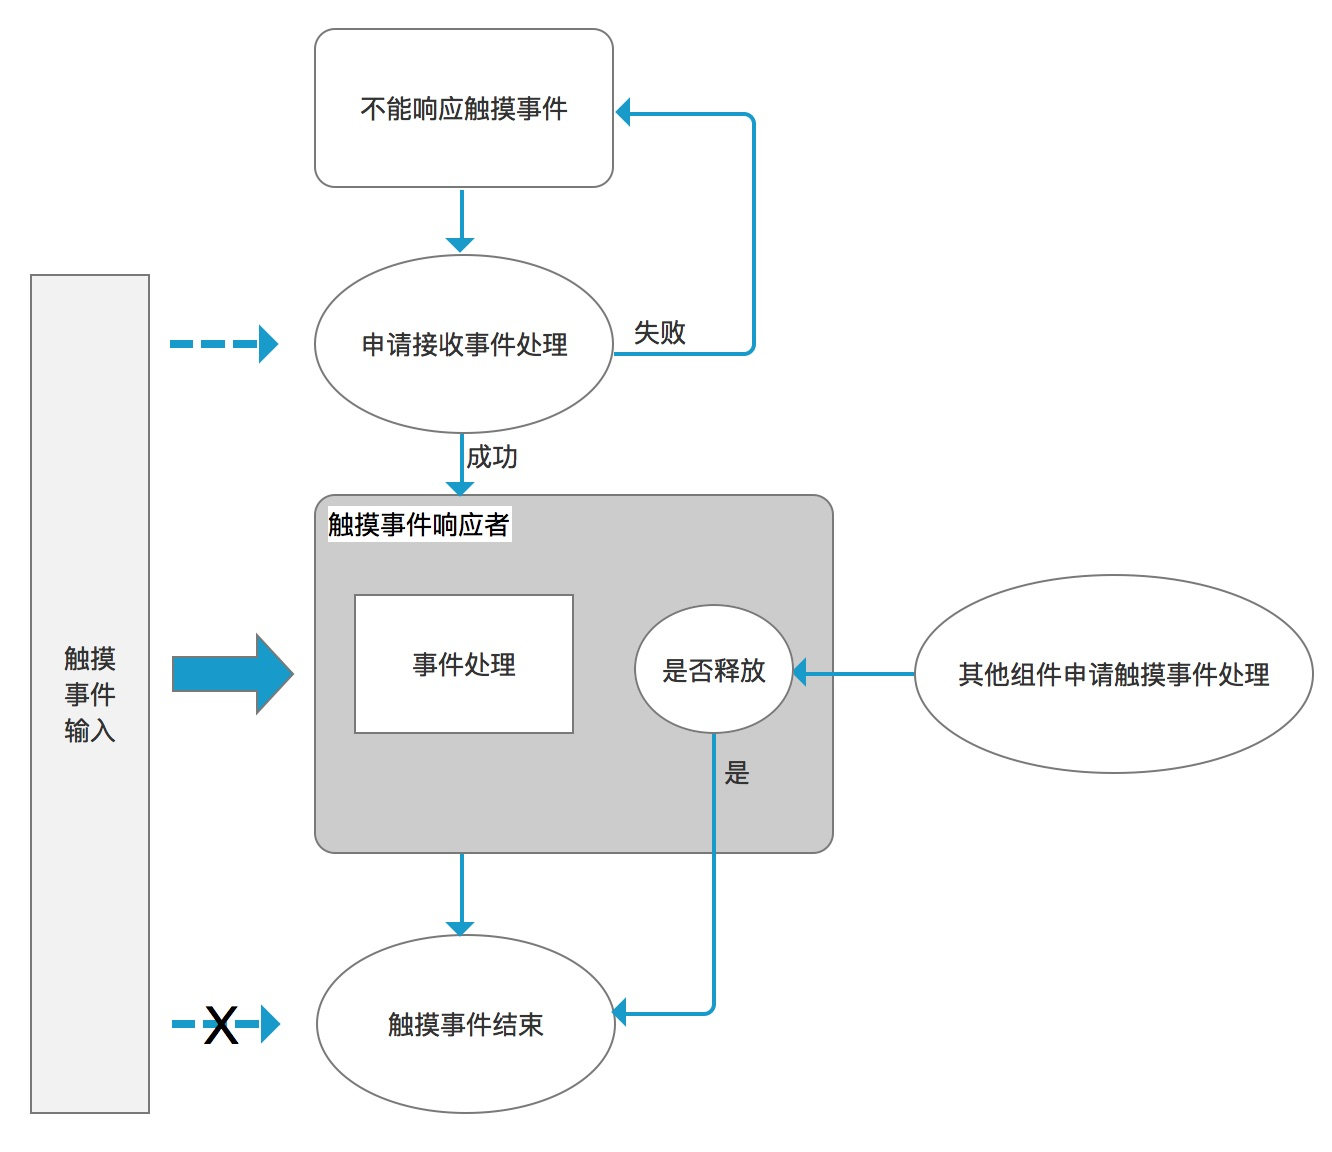 不能响应触摸事件
申请接收事件处理
失败
成功
触摸事件响应者
触摸
事件
输入
事件处理
是否释放
其他组件申请触摸事件处理
是
X
触摸事件结束